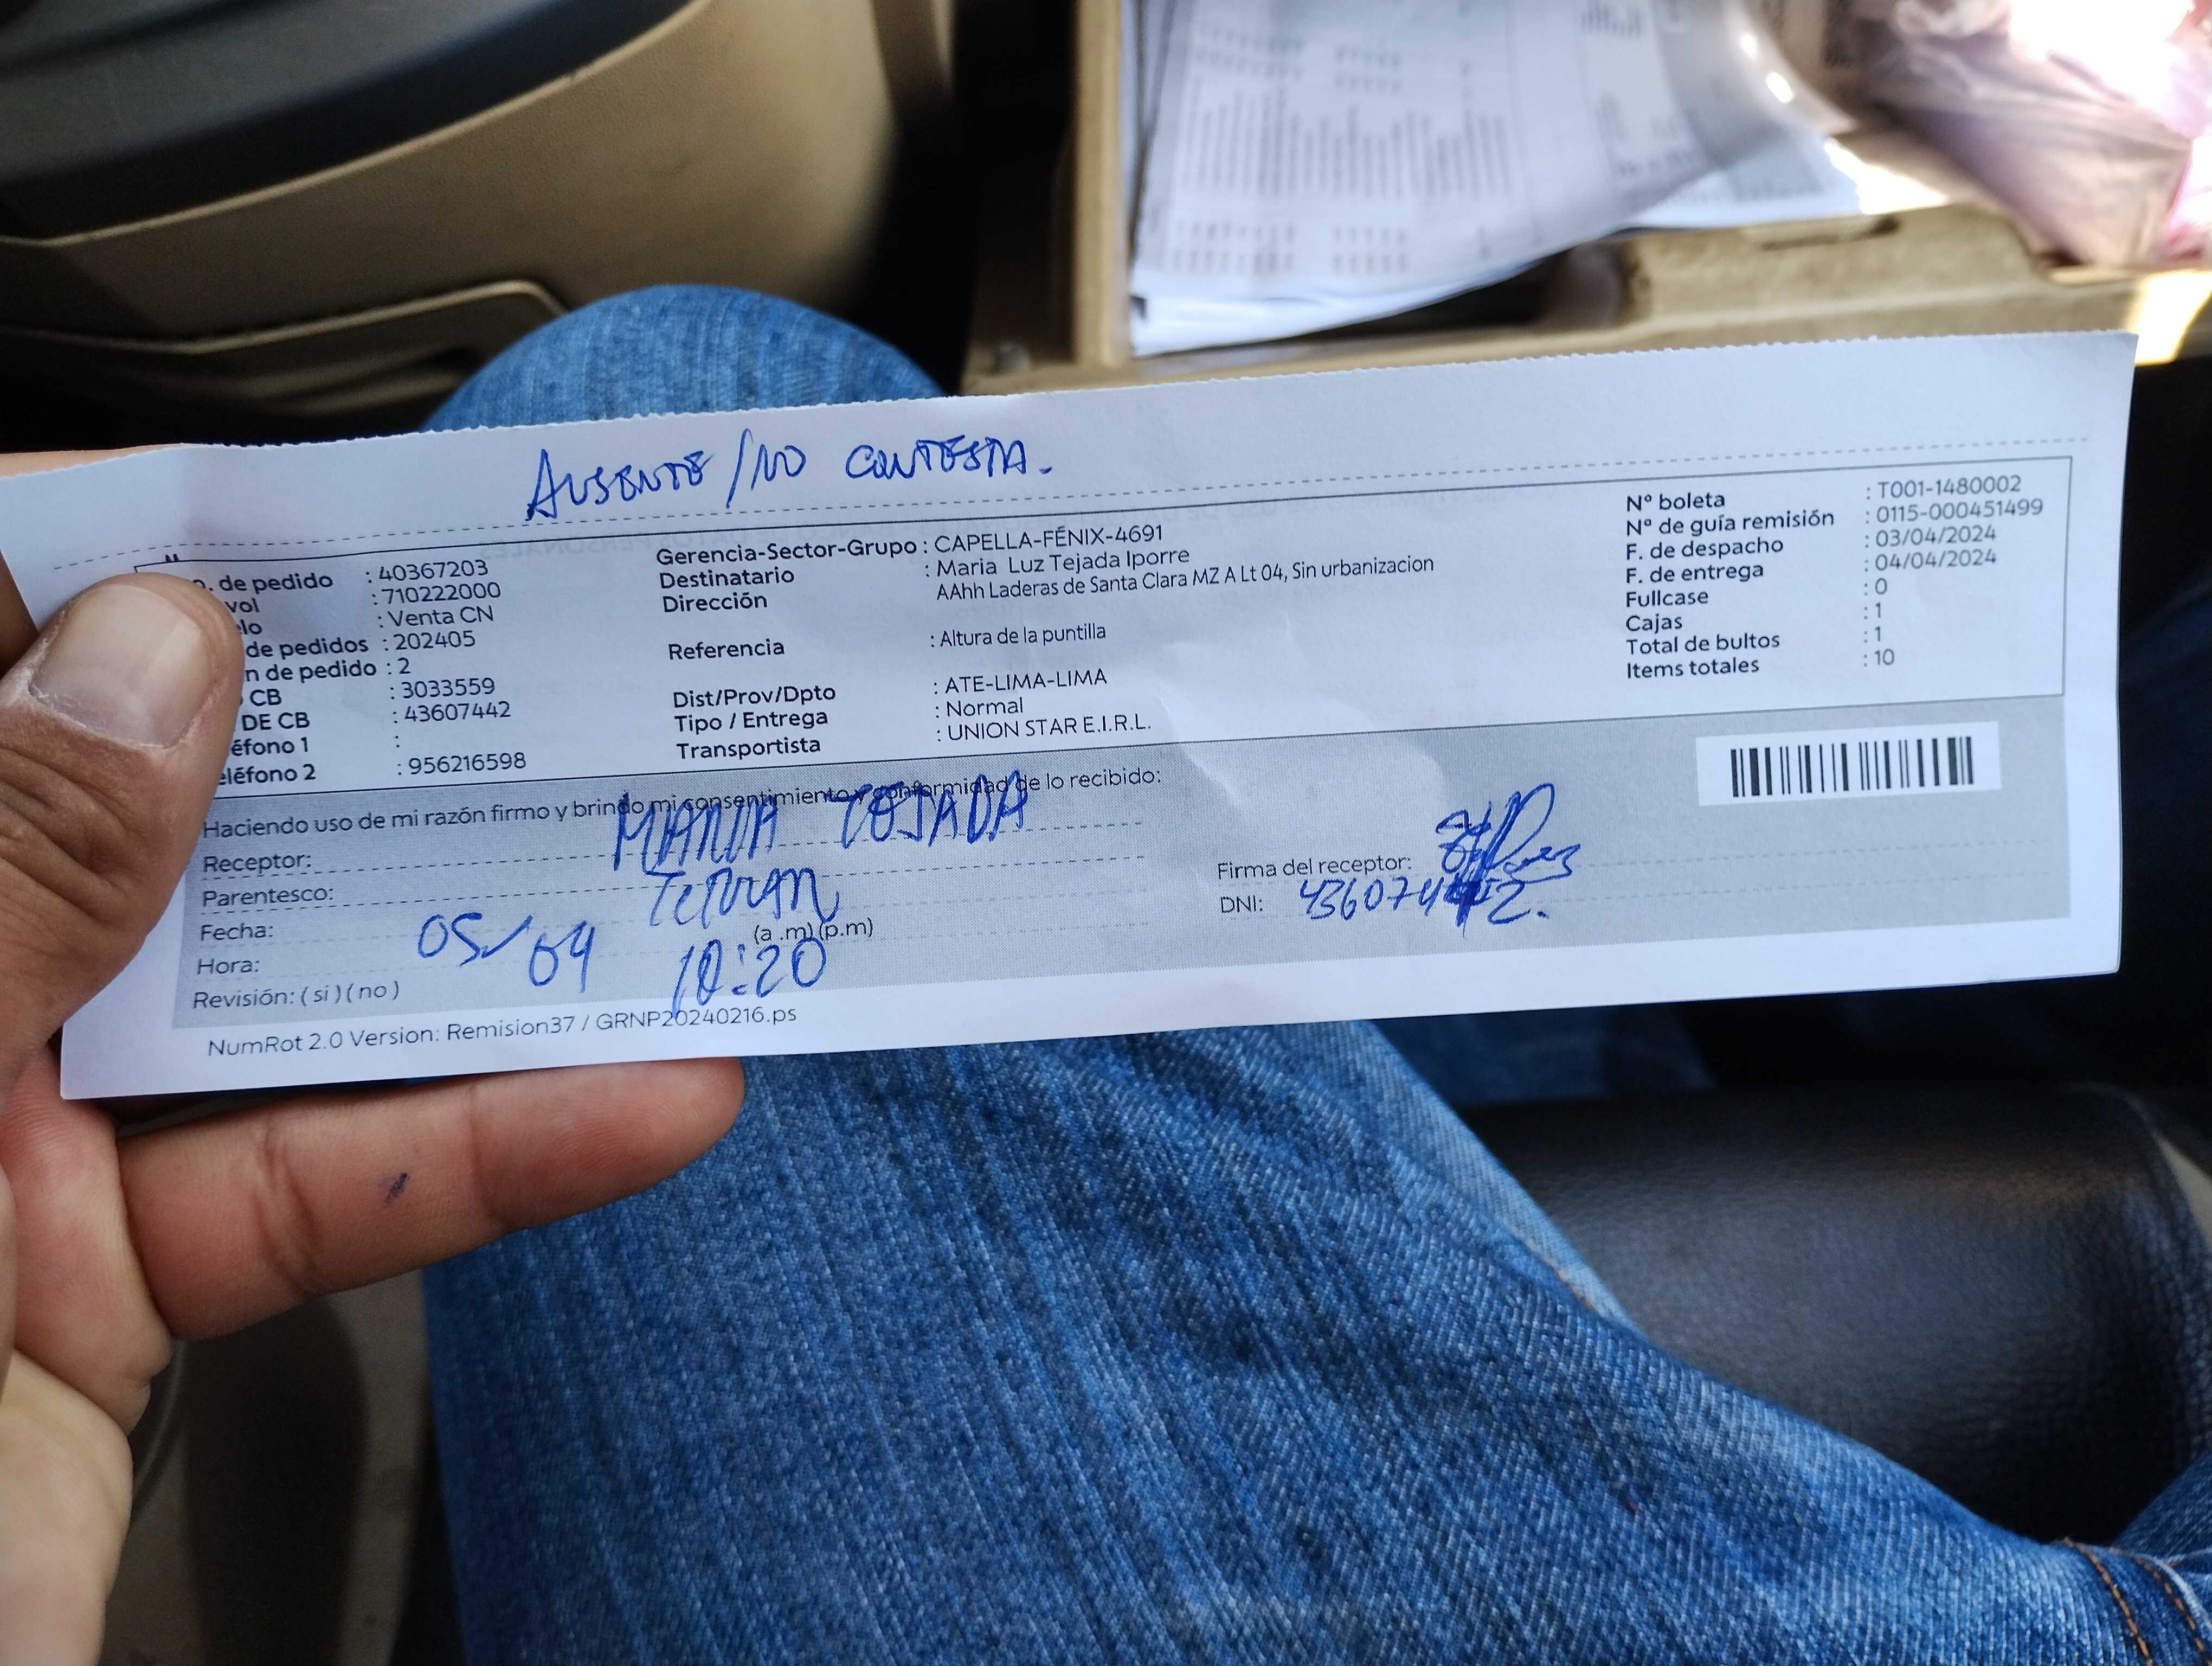 AUSENTE / NO CONTESTA.
. de pedido : 40367203
vol : 710222000
lo : Venta CN
de pedidos : 202405
n de pedido : 2
CB : 3033559
DE CB : 43607442
éfono 1 :
eléfono 2 : 956216598
Gerencia-Sector-Grupo : CAPELLA-FÉNIX-4691
Destinatario : Maria Luz Tejada Iporre
Dirección AAhh Laderas de Santa Clara MZ A Lt 04, Sin urbanizacion
Referencia : Altura de la puntilla
Dist/Prov/Dpto : ATE-LIMA-LIMA
Tipo / Entrega : Normal
Transportista : UNION STAR E.I.R.L.
Nº boleta : T001-1480002
Nº de guía remisión : 0115-000451499
F. de despacho : 03/04/2024
F. de entrega : 04/04/2024
Fullcase : 0
Cajas : 1
Total de bultos : 1
Items totales : 10
Haciendo uso de mi razón firmo y brindo mi consentimiento y conformidad de lo recibido:
Receptor: MARIA TEJADA
Parentesco:
Fecha: 05/04
(a .m) (p.m)
Hora: 10:20
Revisión: ( si ) ( no )
Firma del receptor:
DNI: 43607442.
NumRot 2.0 Version: Remision37 / GRNP20240216.ps